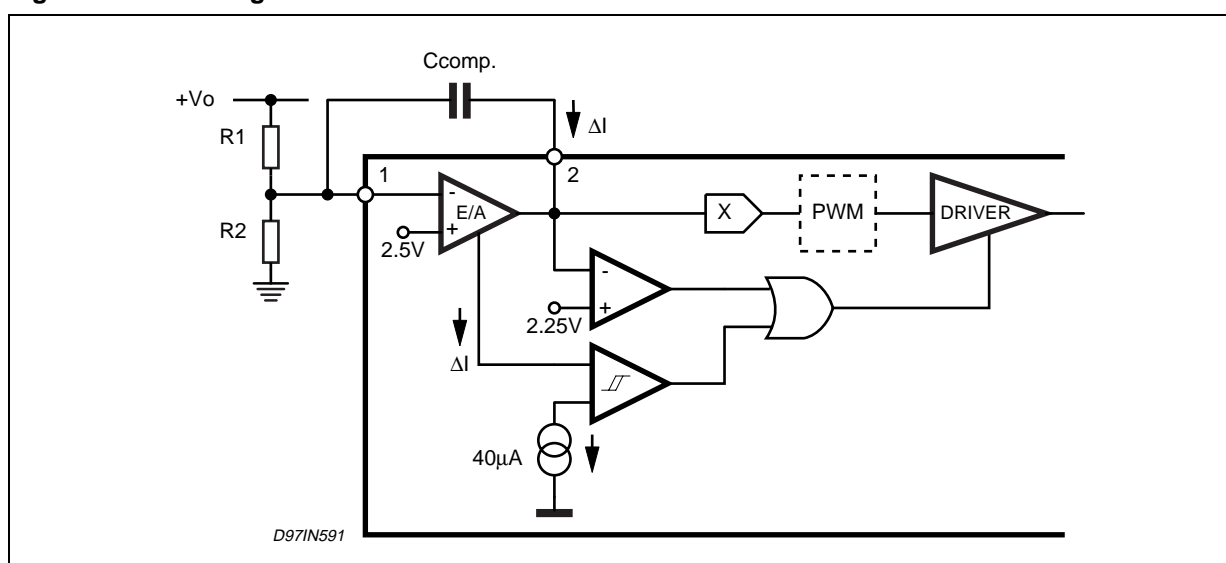 Ccomp.
+Vo
ΔI
R1
1
2
-
E/A
+
X
PWM
DRIVER
R2
2.5V
-
+
2.25V
ΔI
40μA
D97IN591